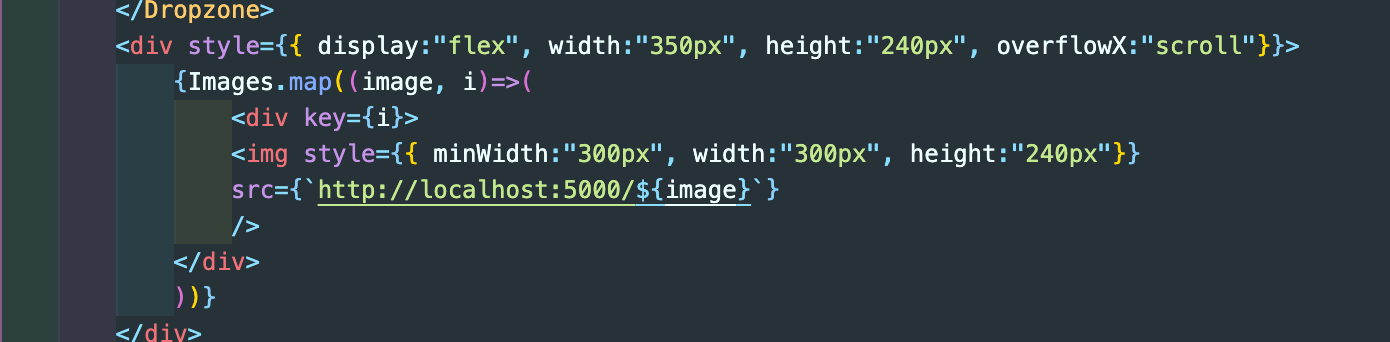 </Dropzone>
<div style={{ display:"flex", width:"350px", height:"240px", overflowX:"scroll"}}>
{Images.map((image, i)=>(
<div key={i}>
<img style={{ minWidth:"300px", width:"300px", height:"240px"}}
src={`http://localhost:5000/${image}`}
/>
</div>
))}
</div>